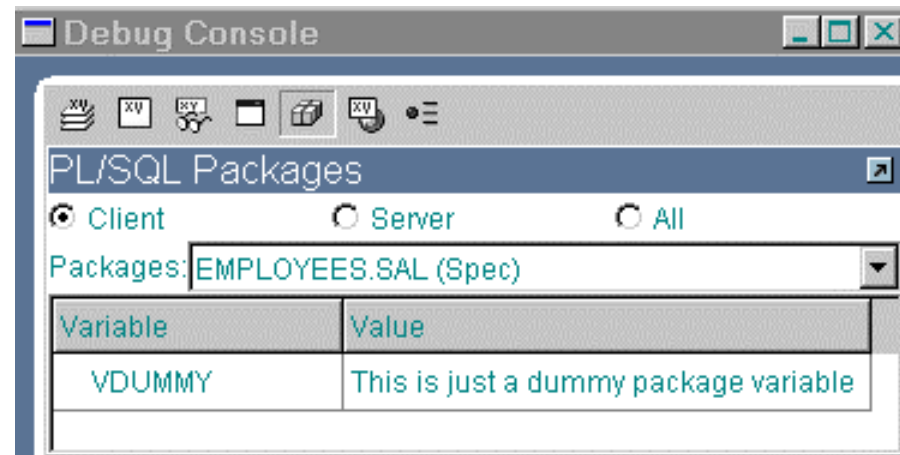 Debug Console
PL/SQL Packages
Client Server All
Packages: EMPLOYEES.SAL (Spec)
Variable Value
VDUMMY This is just a dummy package variable